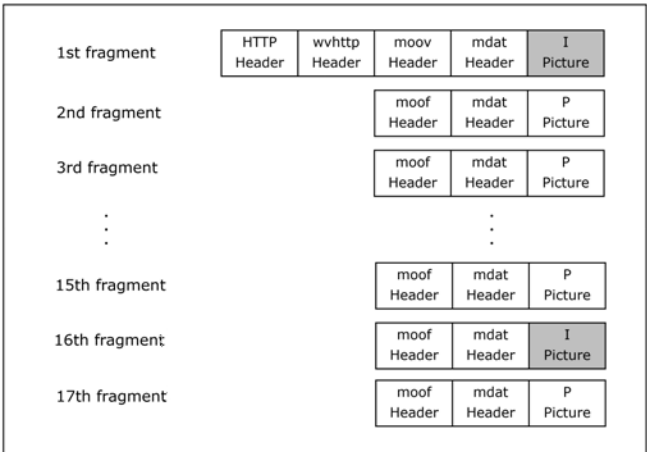 1st fragment
HTTP Header
wvhttp Header
moov Header
mdat Header
I Picture
2nd fragment
moof Header
mdat Header
P Picture
3rd fragment
moof Header
mdat Header
P Picture
15th fragment
moof Header
mdat Header
P Picture
16th fragment
moof Header
mdat Header
I Picture
17th fragment
moof Header
mdat Header
P Picture